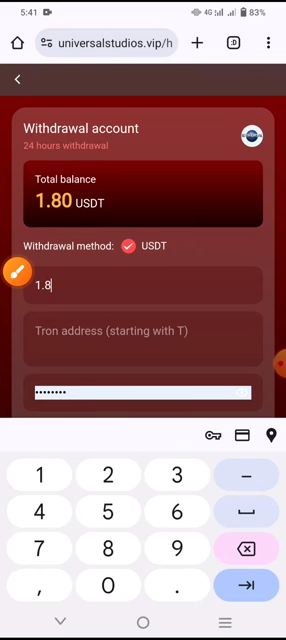 5:41
4G
83%
universalstudios.vip/h
:D
Withdrawal account
24 hours withdrawal
Total balance
1.80 USDT
Withdrawal method: USDT
1.8
Tron address (starting with T)
••••••••
1 2 3 –
4 5 6
7 8 9
, 0 .